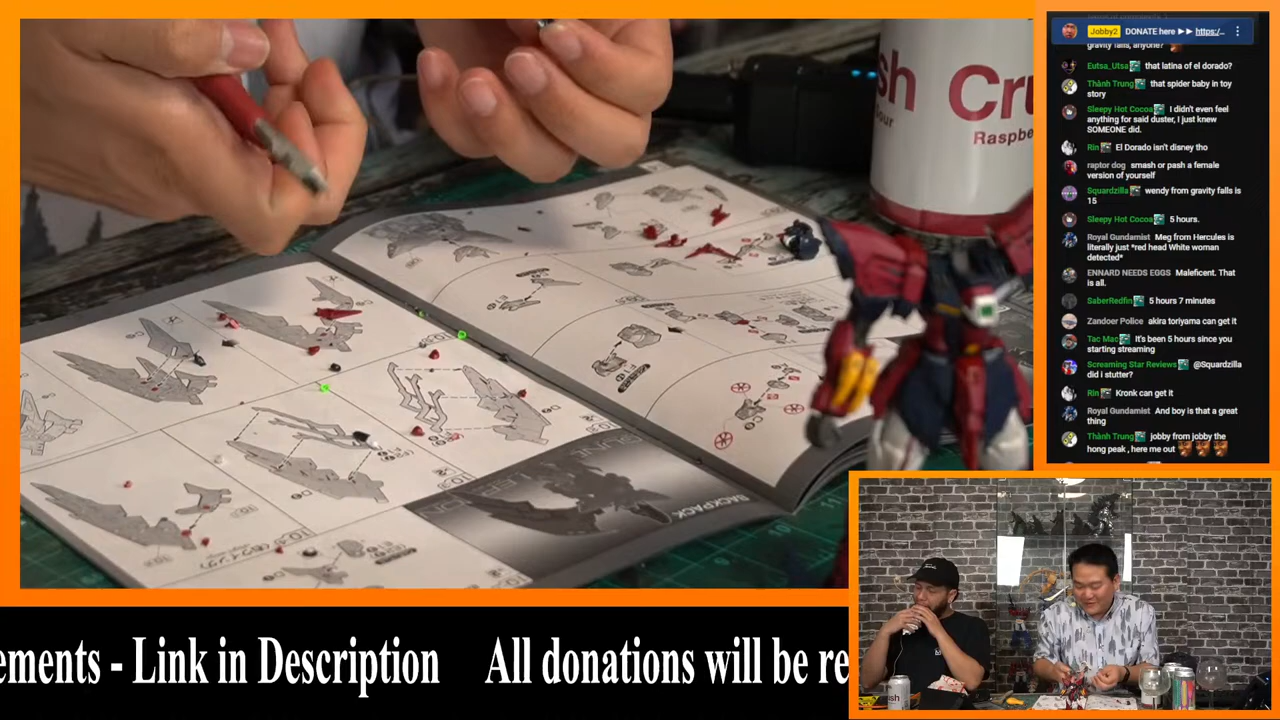 sh
our
Cru
Raspbe
BACKPACK
11
Jobby2 DONATE here ►► https:/...
gravity falls, anyone?
Eutsa_Utsa that latina of el dorado?
Thành Trung that spider baby in toy
story
Sleepy Hot Cocoa I didn't even feel
anything for said duster, I just knew
SOMEONE did.
Rin El Dorado isn't disney tho
raptor dog smash or pash a female
version of yourself
Squardzilla wendy from gravity falls is
15
Sleepy Hot Cocoa 5 hours.
Royal Gundamist Meg from Hercules is
literally just *red head White woman
detected*
ENNARD NEEDS EGGS Maleficent. That
is all.
SaberRedfin 5 hours 7 minutes
Zandoer Police akira toriyama can get it
Tac Mac It's been 5 hours since you
starting streaming
Screaming Star Reviews @Squardzilla
did i stutter?
Rin Kronk can get it
Royal Gundamist And boy is that a great
thing
Thành Trung jobby from jobby the
hong peak , here me out
ements - Link in Description All donations will be re